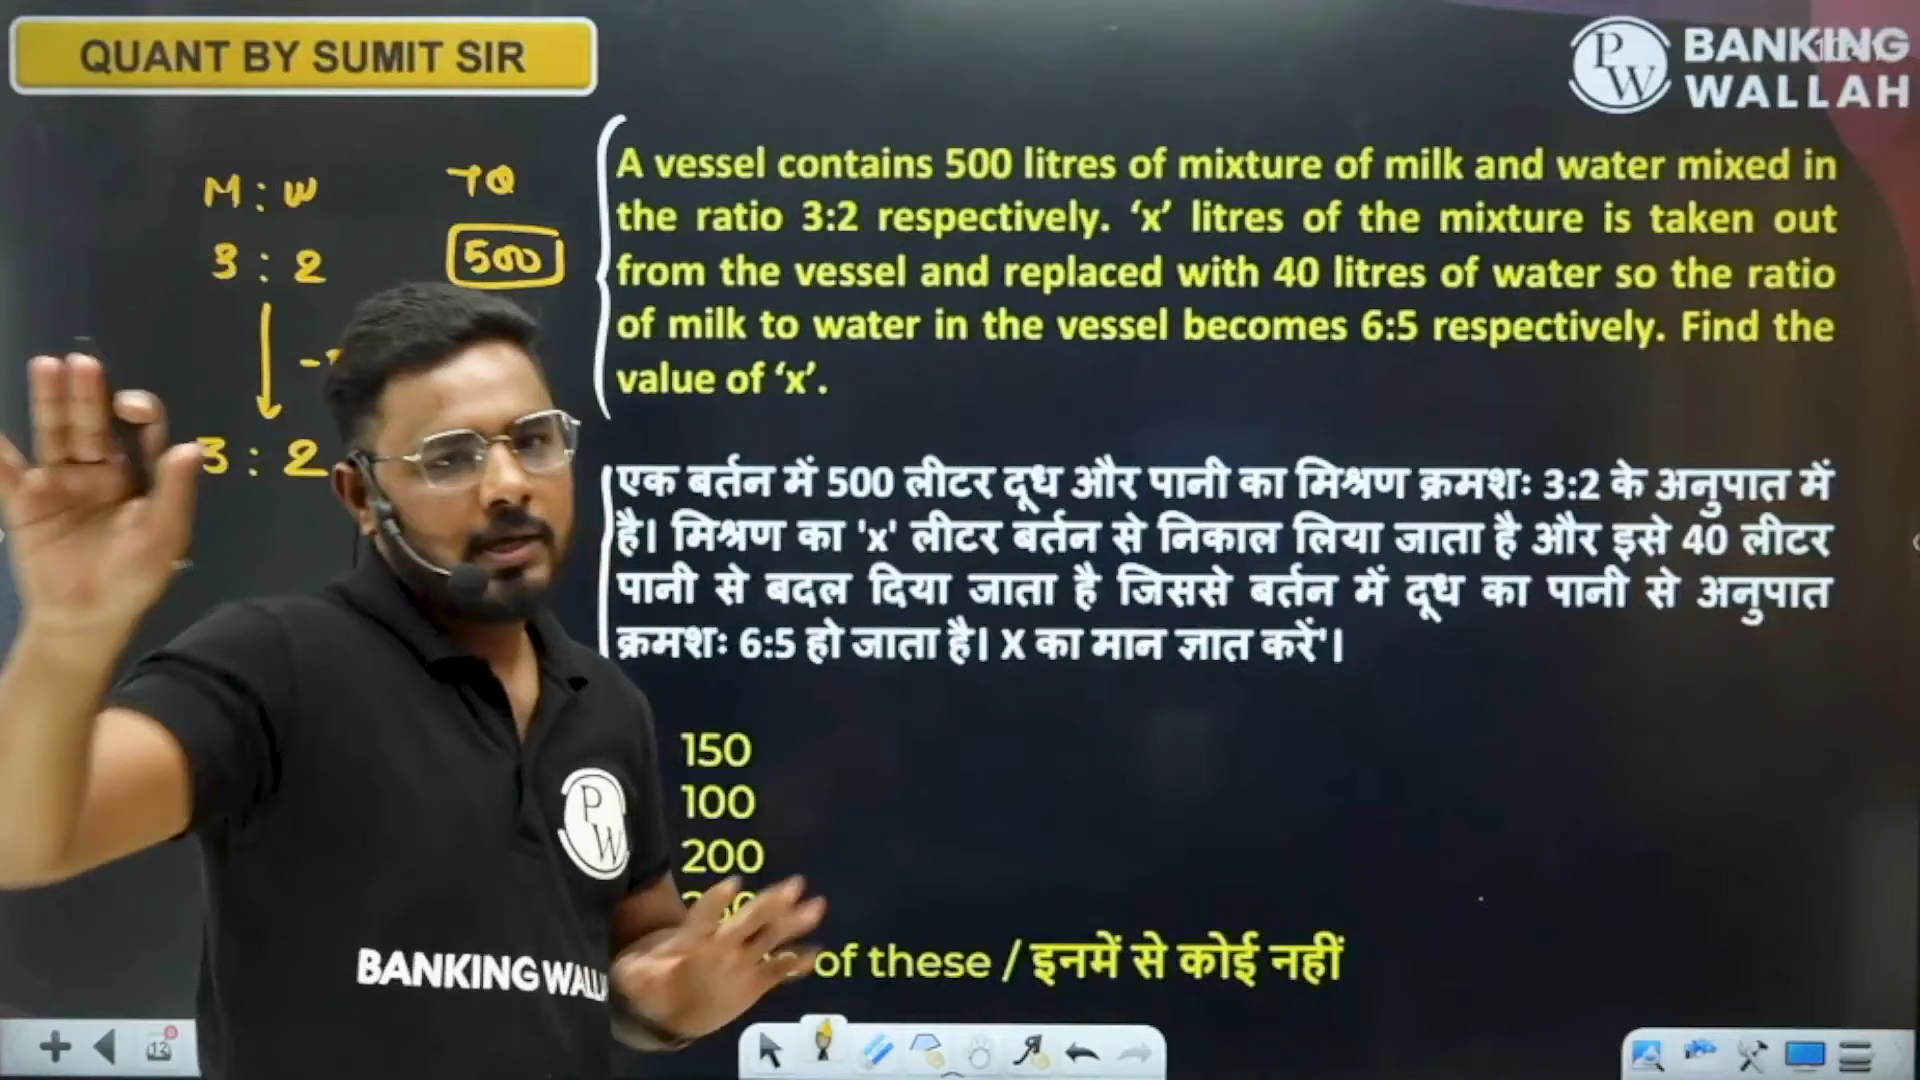 QUANT BY SUMIT SIR
BANKING
WALLAH
PW
M : W TQ
3 : 2 500
3 : 2
A vessel contains 500 litres of mixture of milk and water mixed in
the ratio 3:2 respectively. ‘x’ litres of the mixture is taken out
from the vessel and replaced with 40 litres of water so the ratio
of milk to water in the vessel becomes 6:5 respectively. Find the
value of ‘x’.
एक बर्तन में 500 लीटर दूध और पानी का मिश्रण क्रमशः 3:2 के अनुपात में
है। मिश्रण का 'x' लीटर बर्तन से निकाल लिया जाता है और इसे 40 लीटर
पानी से बदल दिया जाता है जिससे बर्तन में दूध का पानी से अनुपात
क्रमशः 6:5 हो जाता है। X का मान ज्ञात करें'।
150
100
200
of these / इनमें से कोई नहीं
PW
BANKING
12